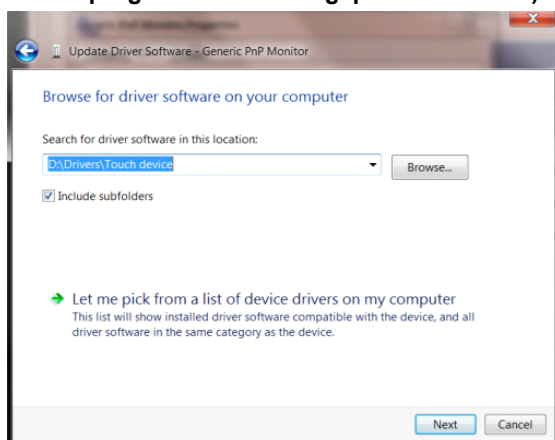 Update Driver Software - Generic PnP Monitor
Browse for driver software on your computer
Search for driver software in this location:
D:\Drivers\Touch device
Browse...
Include subfolders
Let me pick from a list of device drivers on my computer
This list will show installed driver software compatible with the device, and all
driver software in the same category as the device.
Next
Cancel